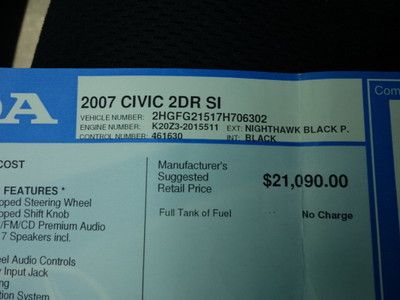 DA
2007 CIVIC 2DR SI
VEHICLE NUMBER: 2HGFG21517H706302
ENGINE NUMBER: K20Z3-2015511 EXT: NIGHTHAWK BLACK P.
CONTROL NUMBER: 461630 INT: BLACK
Com
COST
Manufacturer's
Suggested
Retail Price
$21,090.00
Full Tank of Fuel No Charge
FEATURES *
pped Steering Wheel
pped Shift Knob
/FM/CD Premium Audio
7 Speakers incl.
el Audio Controls
y Input Jack
ng
tion System